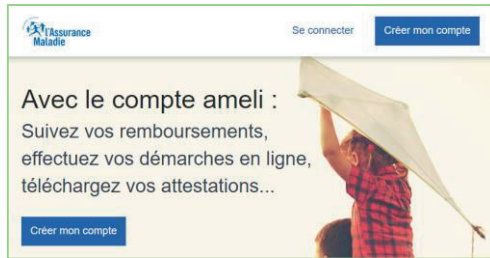 l'Assurance
Maladie
Se connecter
Créer mon compte
Avec le compte ameli :
Suivez vos remboursements,
effectuez vos démarches en ligne,
téléchargez vos attestations...
Créer mon compte